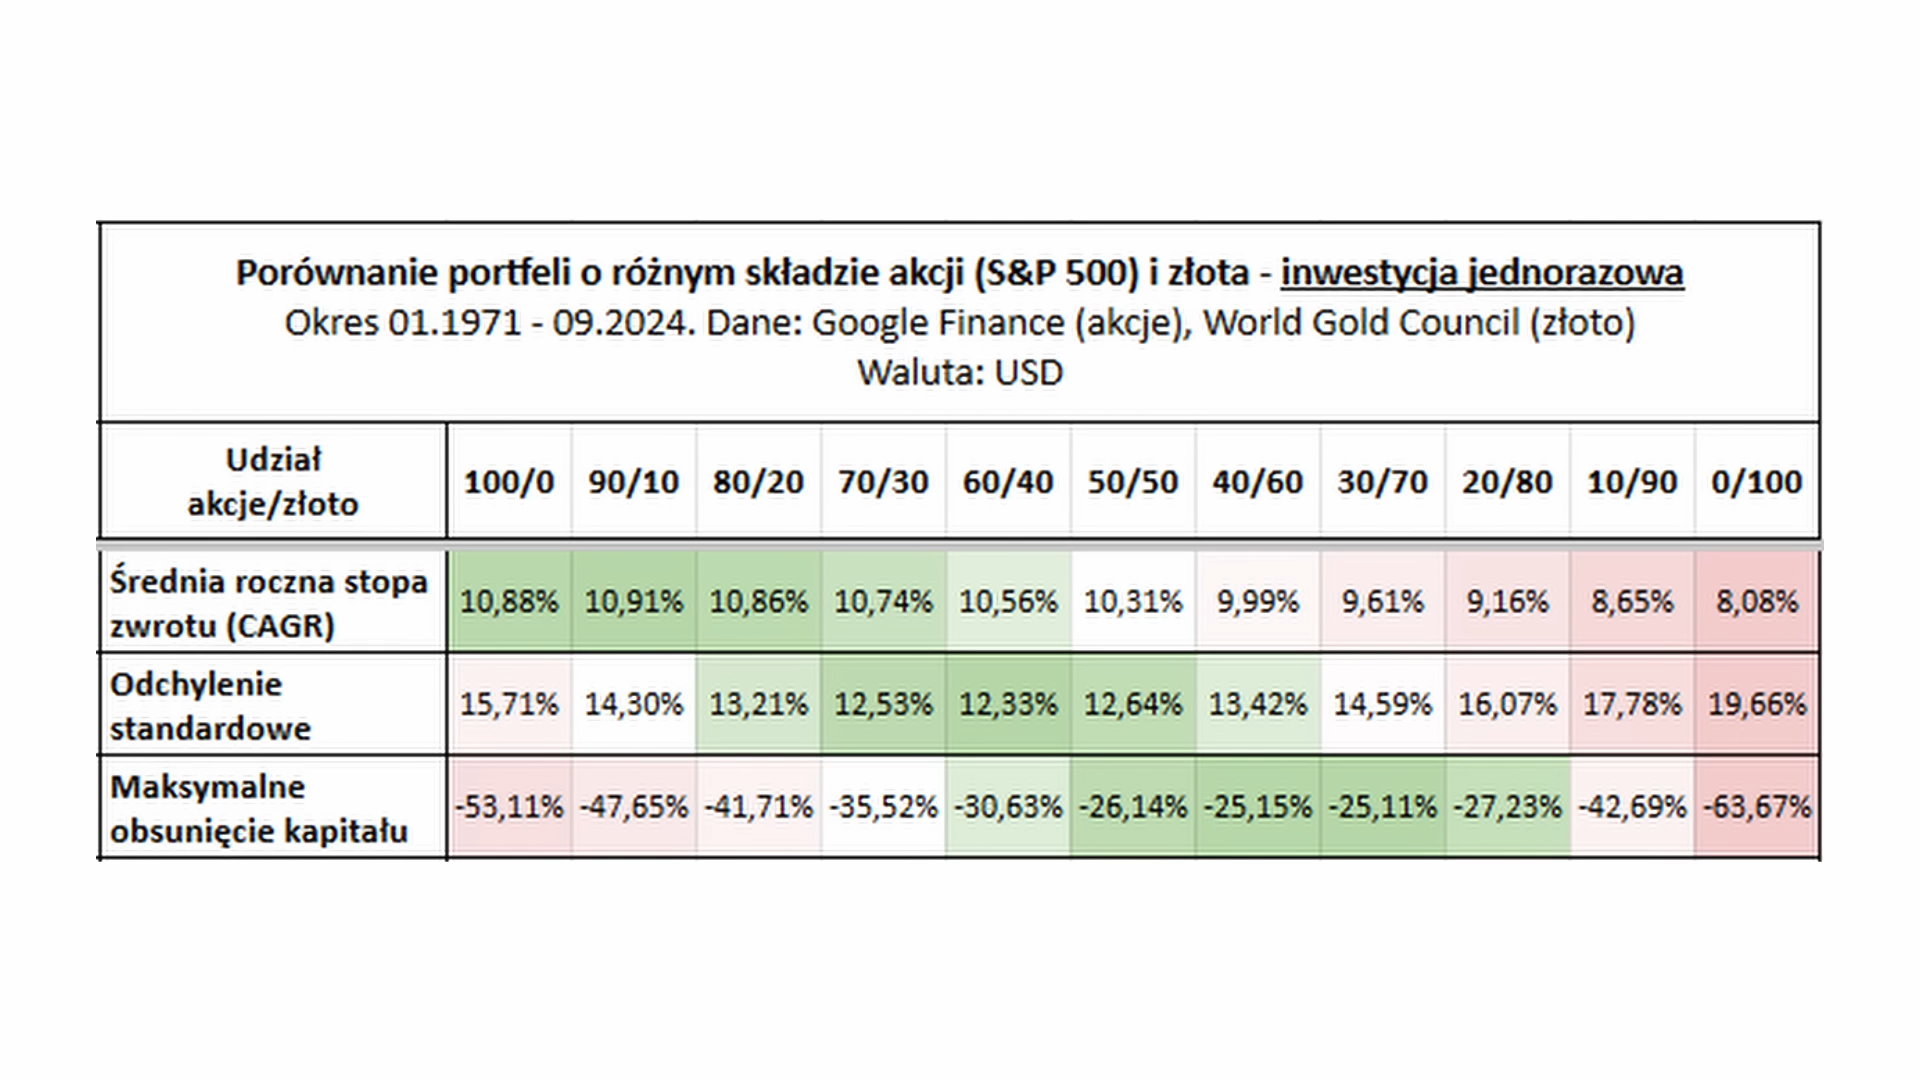 Porównanie portfeli o różnym składzie akcji (S&P 500) i złota - inwestycja jednorazowa
Okres 01.1971 - 09.2024. Dane: Google Finance (akcje), World Gold Council (złoto)
Waluta: USD
Udział
akcje/złoto
100/0 90/10 80/20 70/30 60/40 50/50 40/60 30/70 20/80 10/90 0/100
Średnia roczna stopa
zwrotu (CAGR)
10,88% 10,91% 10,86% 10,74% 10,56% 10,31% 9,99% 9,61% 9,16% 8,65% 8,08%
Odchylenie
standardowe
15,71% 14,30% 13,21% 12,53% 12,33% 12,64% 13,42% 14,59% 16,07% 17,78% 19,66%
Maksymalne
obsunięcie kapitału
-53,11% -47,65% -41,71% -35,52% -30,63% -26,14% -25,15% -25,11% -27,23% -42,69% -63,67%